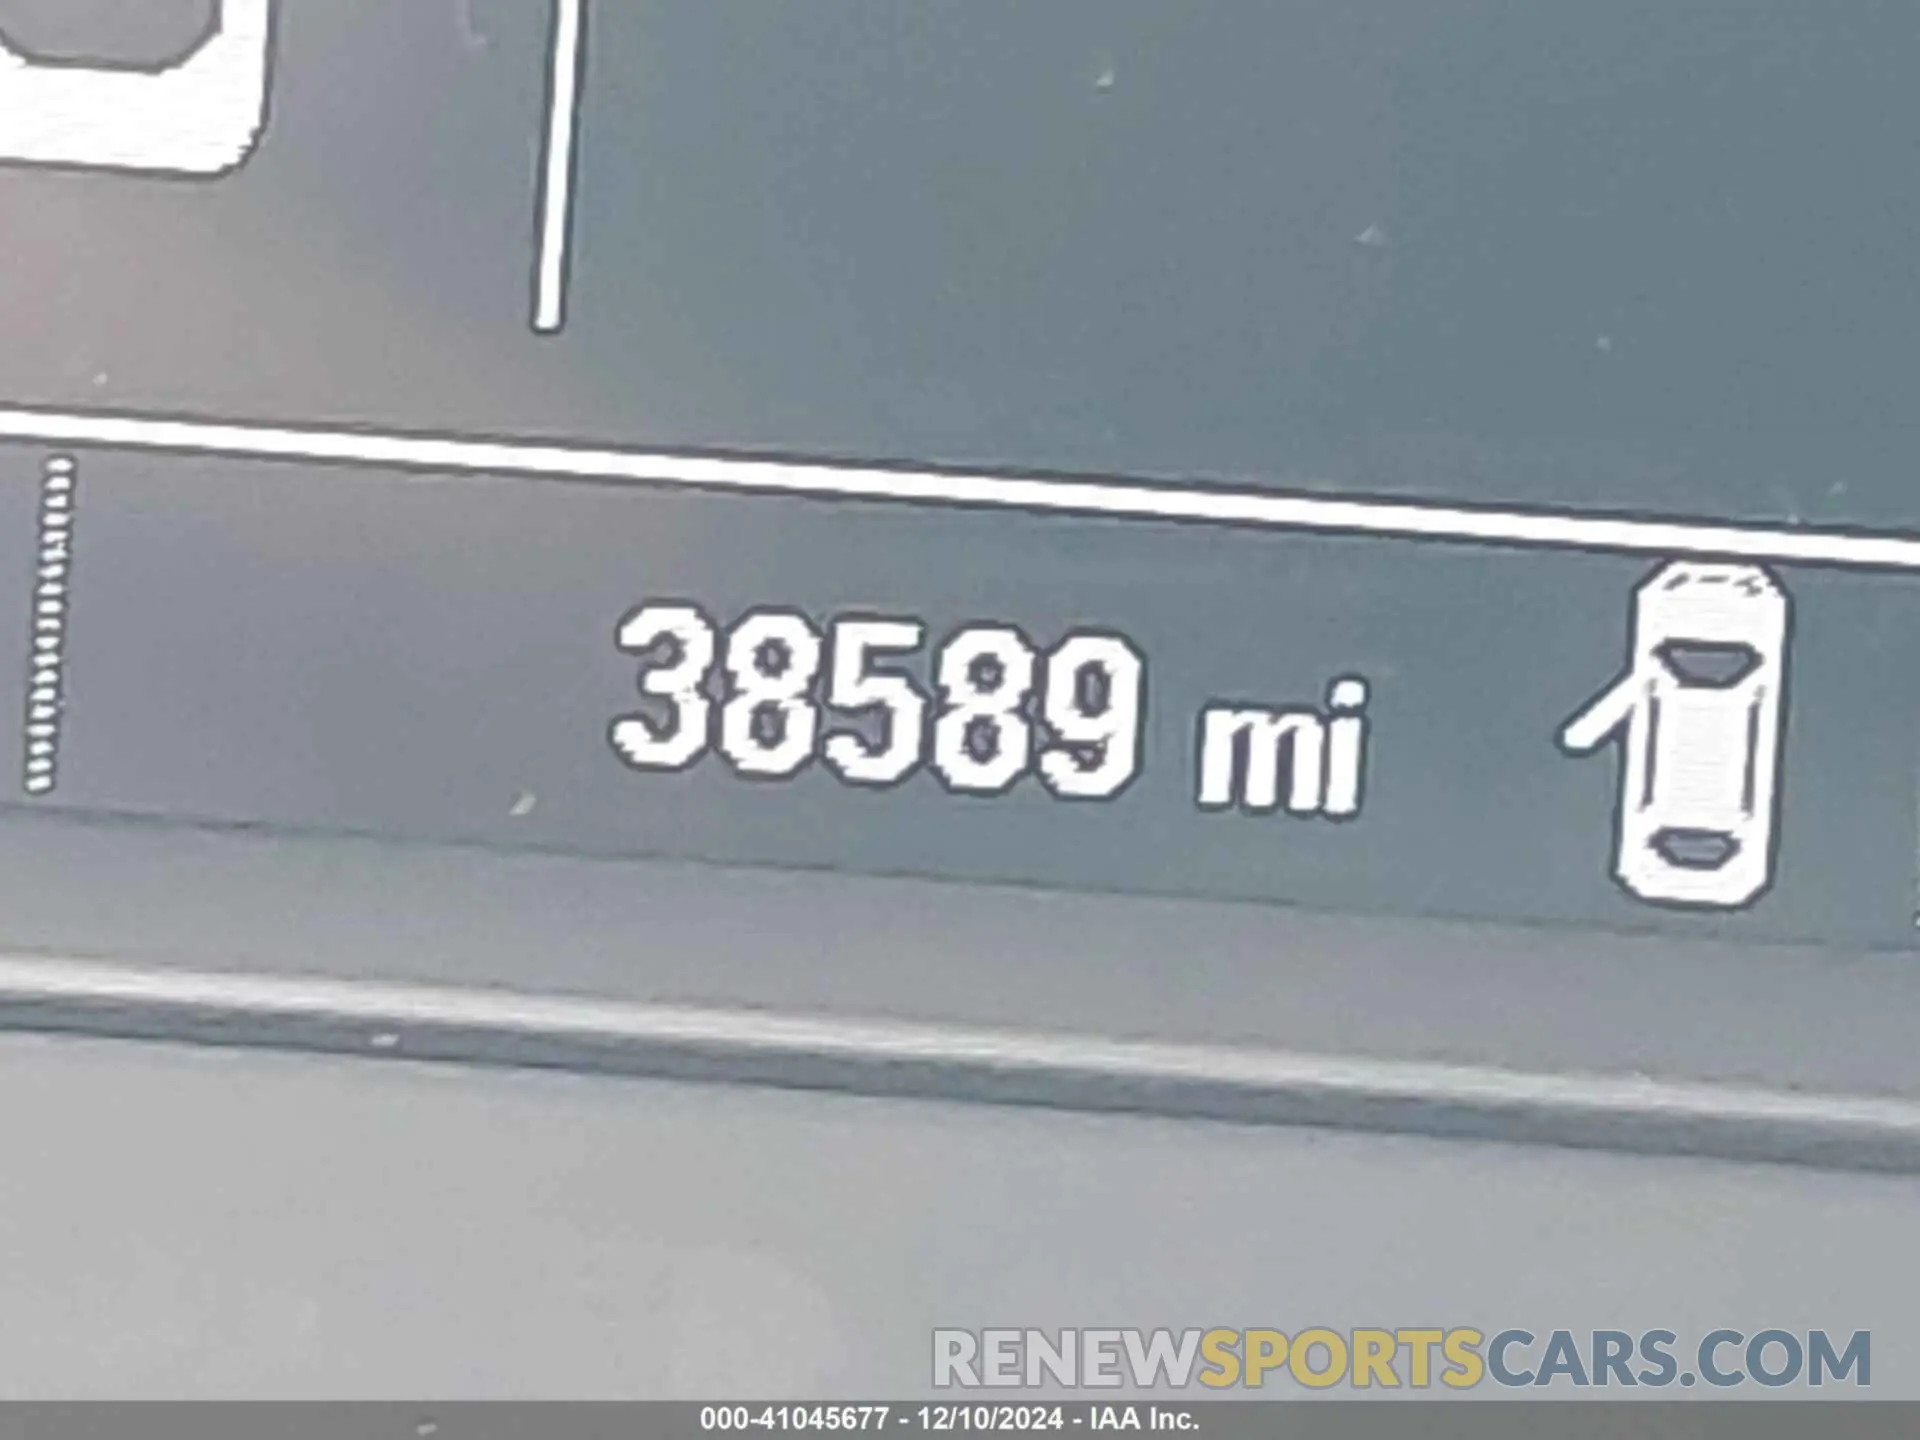 38589 mi
RENEWSPORTSCARS.COM
000-41045677 - 12/10/2024 - IAA Inc.